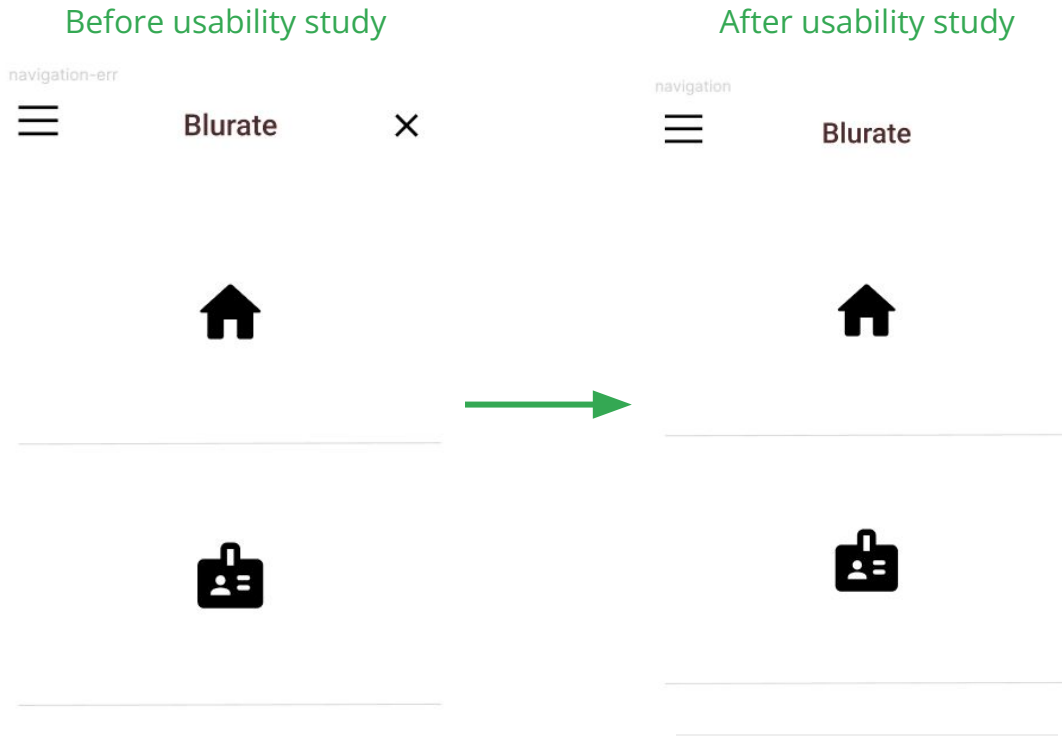 Before usability study
After usability study
navigation-err
navigation
Blurate
Blurate